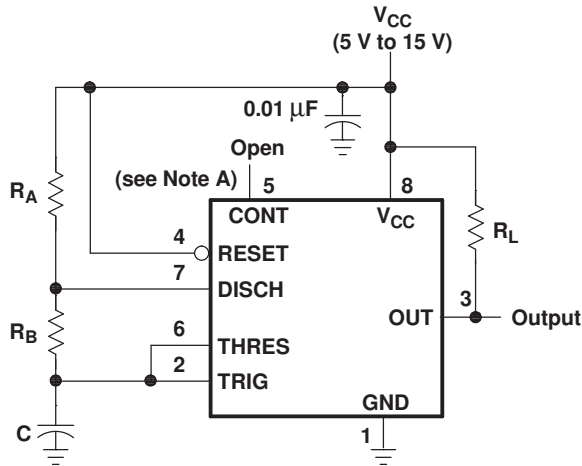 VCC
(5 V to 15 V)
0.01 μF
Open
(see Note A)
5
8
RA
CONT
VCC
RL
4
RESET
7
DISCH
3
OUT
Output
RB
6
THRES
2
TRIG
GND
C
1